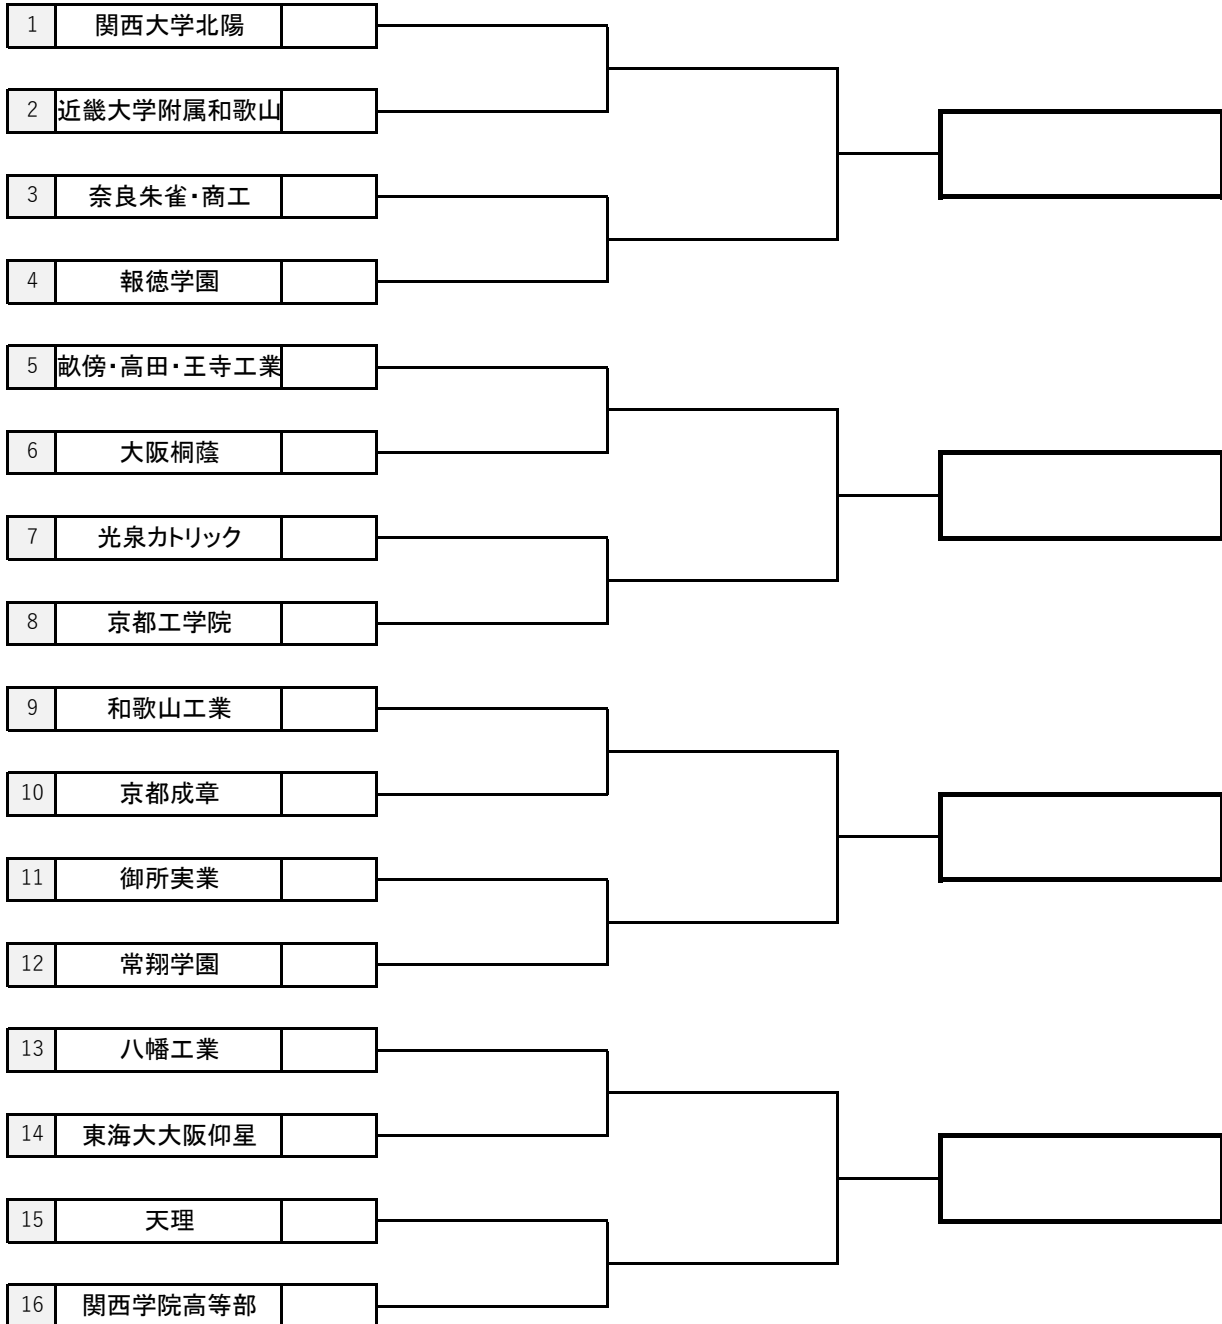 1 関西大学北陽
2 近畿大学附属和歌山
3 奈良朱雀・商工
4 報徳学園
5 畝傍・高田・王寺工業
6 大阪桐蔭
7 光泉カトリック
8 京都工学院
9 和歌山工業
10 京都成章
11 御所実業
12 常翔学園
13 八幡工業
14 東海大大阪仰星
15 天理
16 関西学院高等部